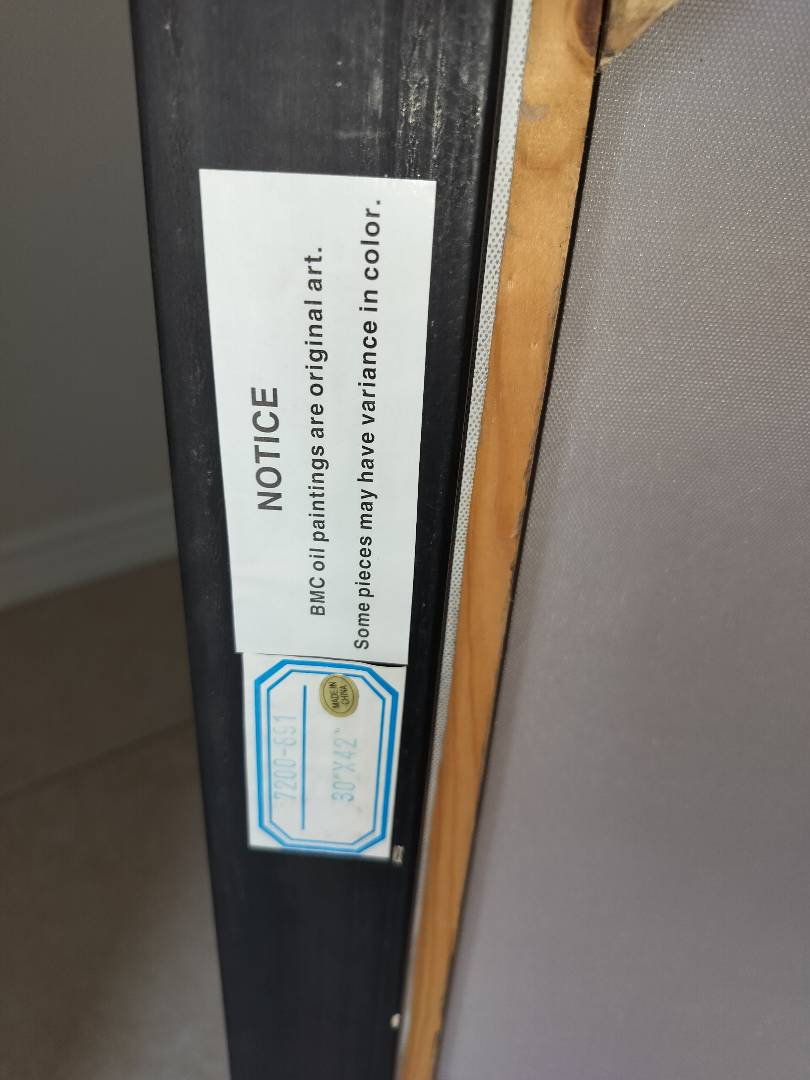 NOTICE
BMC oil paintings are original art.
Some pieces may have variance in color.
7200-691
30"X42"
MADE IN
CHINA